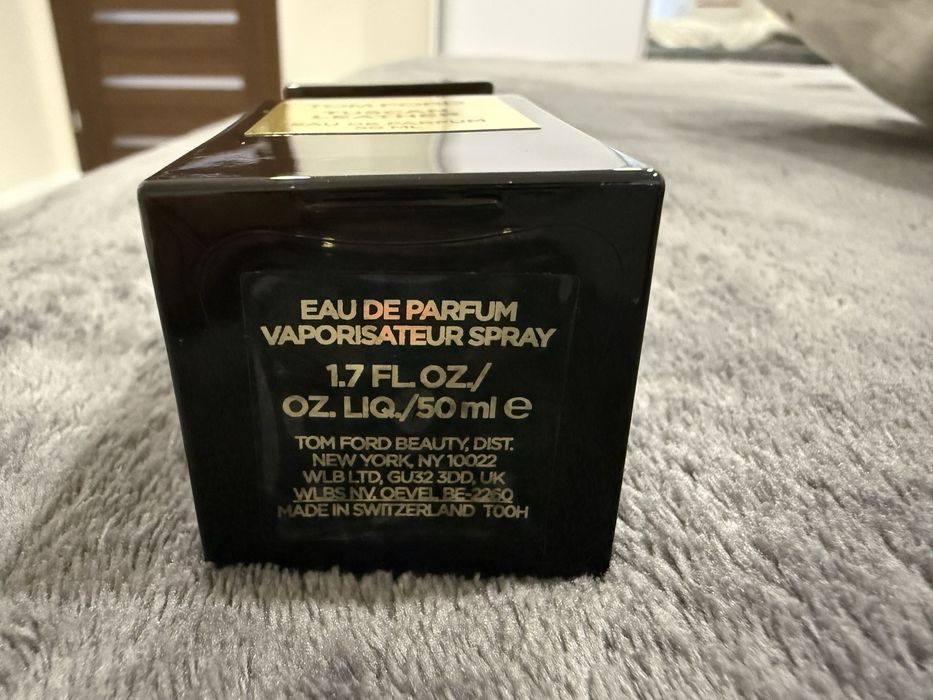 TOM FORD
TUSCAN
LEATHER
EAU DE PARFUM
50 ML
EAU DE PARFUM
VAPORISATEUR SPRAY
1.7 FL. OZ./
OZ. LIQ./50 ml ℮
TOM FORD BEAUTY, DIST.
NEW YORK, NY 10022
WLB LTD, GU32 3DD, UK
WLBS NV, OEVEL BE-2260
MADE IN SWITZERLAND T00H